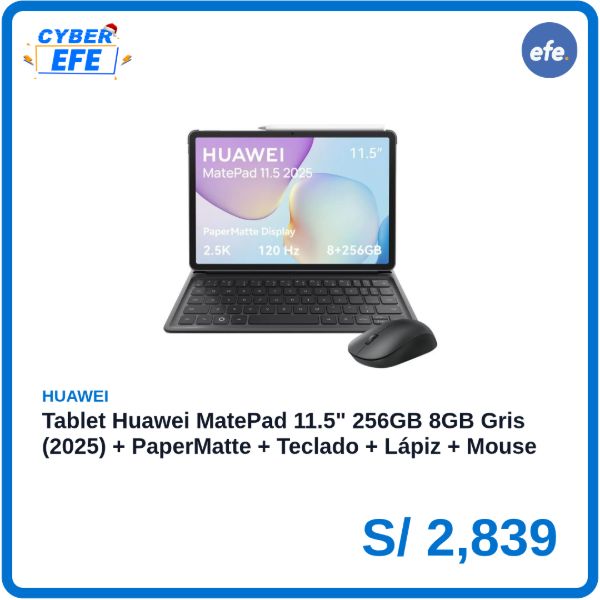 CYBER
EFE
efe.
HUAWEI
11.5"
MatePad 11.5 2025
PaperMatte Display
2.5K 120 Hz 8+256GB
HUAWEI
Tablet Huawei MatePad 11.5" 256GB 8GB Gris
(2025) + PaperMatte + Teclado + Lápiz + Mouse
S/ 2,839